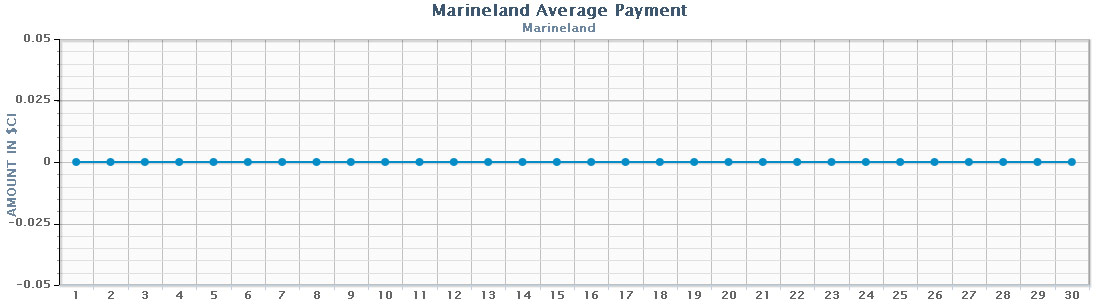 Marineland Average Payment
Marineland
AMOUNT IN $CI
0.05
0.025
0
-0.025
-0.05
1 2 3 4 5 6 7 8 9 10 11 12 13 14 15 16 17 18 19 20 21 22 23 24 25 26 27 28 29 30